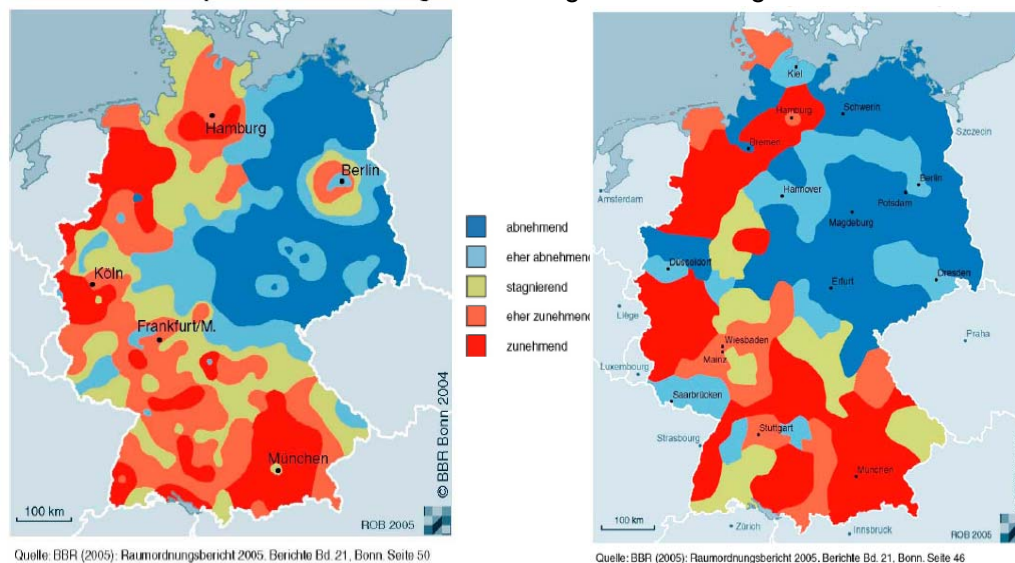 Hamburg
Berlin
Köln
Frankfurt/M.
München
100 km
ROB 2005
© BBR Bonn 2004
Quelle: BBR (2005): Raumordnungsbericht 2005. Berichte Bd. 21, Bonn. Seite 50
abnehmend
eher abnehmend
stagnierend
eher zunehmend
zunehmend
Kiel
Hamburg
Schwerin
Szczecin
Bremen
Amsterdam
Hannover
Berlin
Potsdam
Magdeburg
Düsseldorf
Erfurt
Dresden
Liège
Wiesbaden
Praha
Mainz
Luxembourg
Saarbrücken
Stuttgart
Strasbourg
München
100 km
Zürich
Innsbruck
ROB 2005
Quelle: BBR (2005): Raumordnungsbericht 2005. Berichte Bd. 21, Bonn. Seite 46